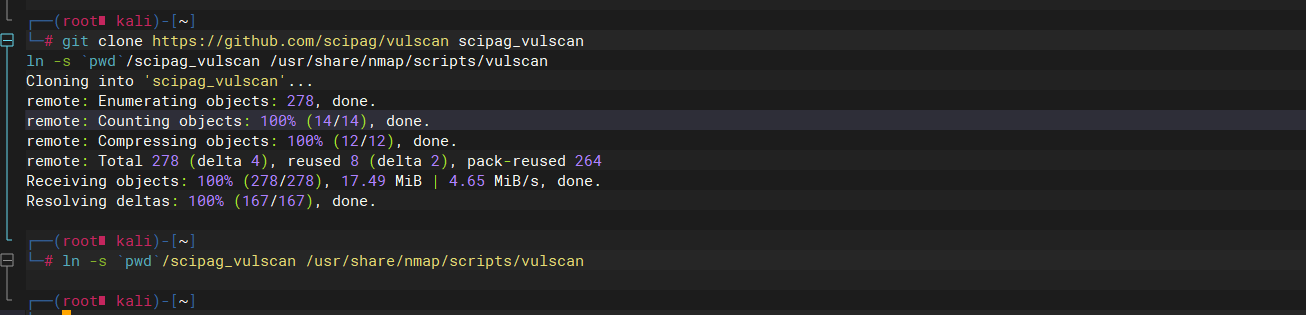 ┌──(root💀kali)-[~]
└─# git clone https://github.com/scipag/vulscan scipag_vulscan
ln -s `pwd`/scipag_vulscan /usr/share/nmap/scripts/vulscan
Cloning into 'scipag_vulscan'...
remote: Enumerating objects: 278, done.
remote: Counting objects: 100% (14/14), done.
remote: Compressing objects: 100% (12/12), done.
remote: Total 278 (delta 4), reused 8 (delta 2), pack-reused 264
Receiving objects: 100% (278/278), 17.49 MiB | 4.65 MiB/s, done.
Resolving deltas: 100% (167/167), done.
┌──(root∎ kali)-[~]
└─# ln -s `pwd`/scipag_vulscan /usr/share/nmap/scripts/vulscan
┌──(root∎ kali)-[~]